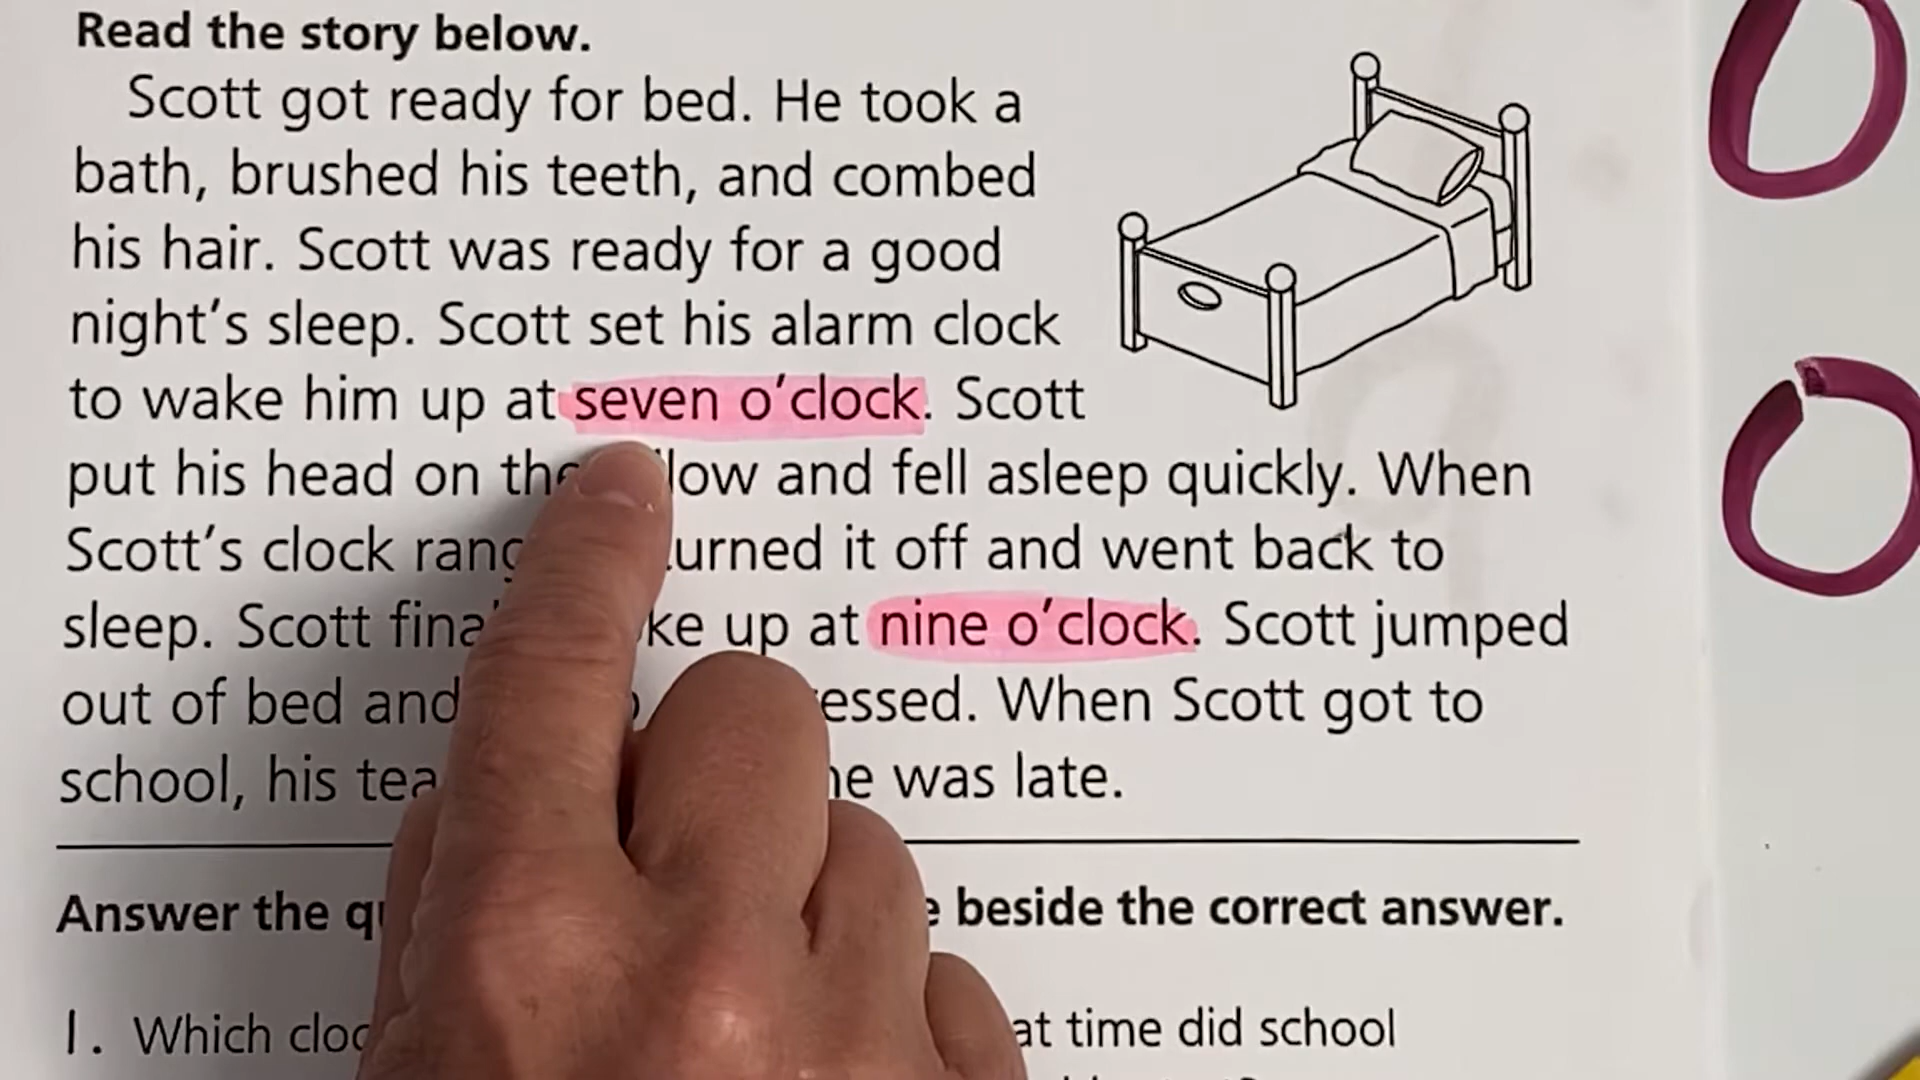 Read the story below.
Scott got ready for bed. He took a
bath, brushed his teeth, and combed
his hair. Scott was ready for a good
night's sleep. Scott set his alarm clock
to wake him up at seven o'clock. Scott
put his head on the low and fell asleep quickly. When
Scott's clock rang urned it off and went back to
sleep. Scott fina ke up at nine o'clock. Scott jumped
out of bed and essed. When Scott got to
school, his tea he was late.
Answer the qu e beside the correct answer.
1. Which cloc at time did school